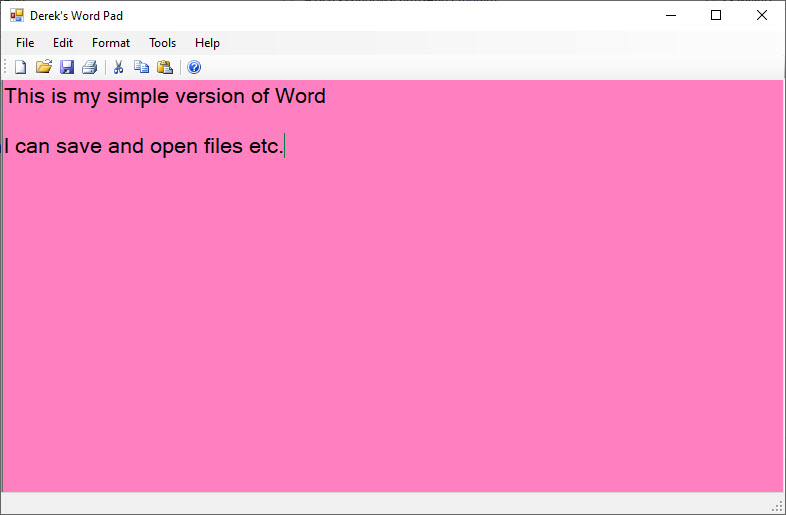 Derek's Word Pad
File Edit Format Tools Help
This is my simple version of Word
I can save and open files etc.